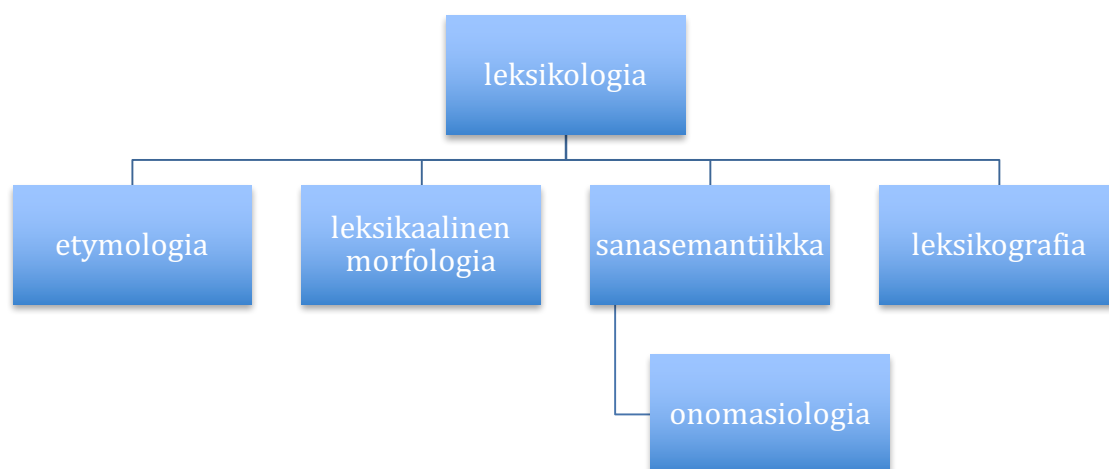 leksikologia
etymologia
leksikaalinen
morfologia
sanasemantiikka
leksikografia
onomasiologia